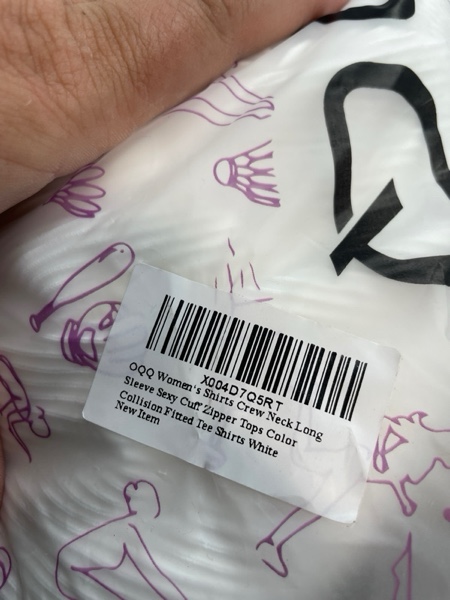 X004D7Q5RT
OQQ Women's Shirts Crew Neck Long
Sleeve Sexy Cuff Zipper Tops Color
Collision Fitted Tee Shirts White
New Item